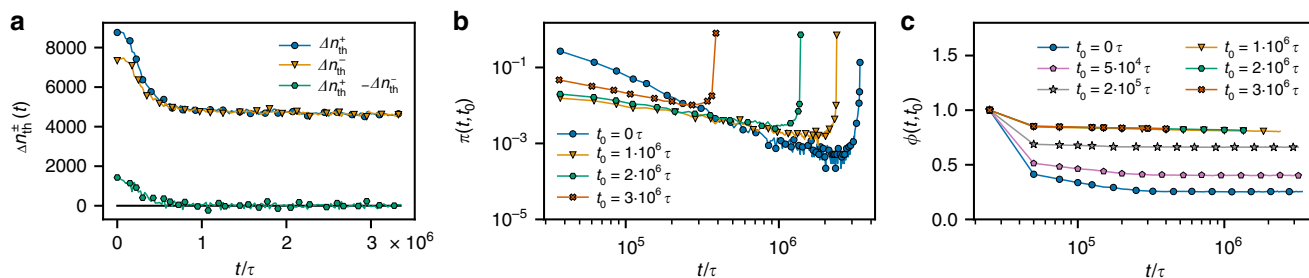 a
Δn⁺th(t)
8000
6000
4000
2000
0
Δn⁺th
Δn⁻th
Δn⁺th −Δn⁻th
0 1 2 3 × 10⁶
t/τ
b
π(t, t₀)
10⁻¹
10⁻³
10⁻⁵
t₀ = 0 τ
t₀ = 1·10⁶ τ
t₀ = 2·10⁶ τ
t₀ = 3·10⁶ τ
10⁵ 10⁶
t/τ
c
ϕ(t, t₀)
1.5
1.0
0.5
0.0
t₀ = 0 τ
t₀ = 5·10⁴ τ
t₀ = 2·10⁵ τ
t₀ = 1·10⁶ τ
t₀ = 2·10⁶ τ
t₀ = 3·10⁶ τ
10⁵ 10⁶
t/τ